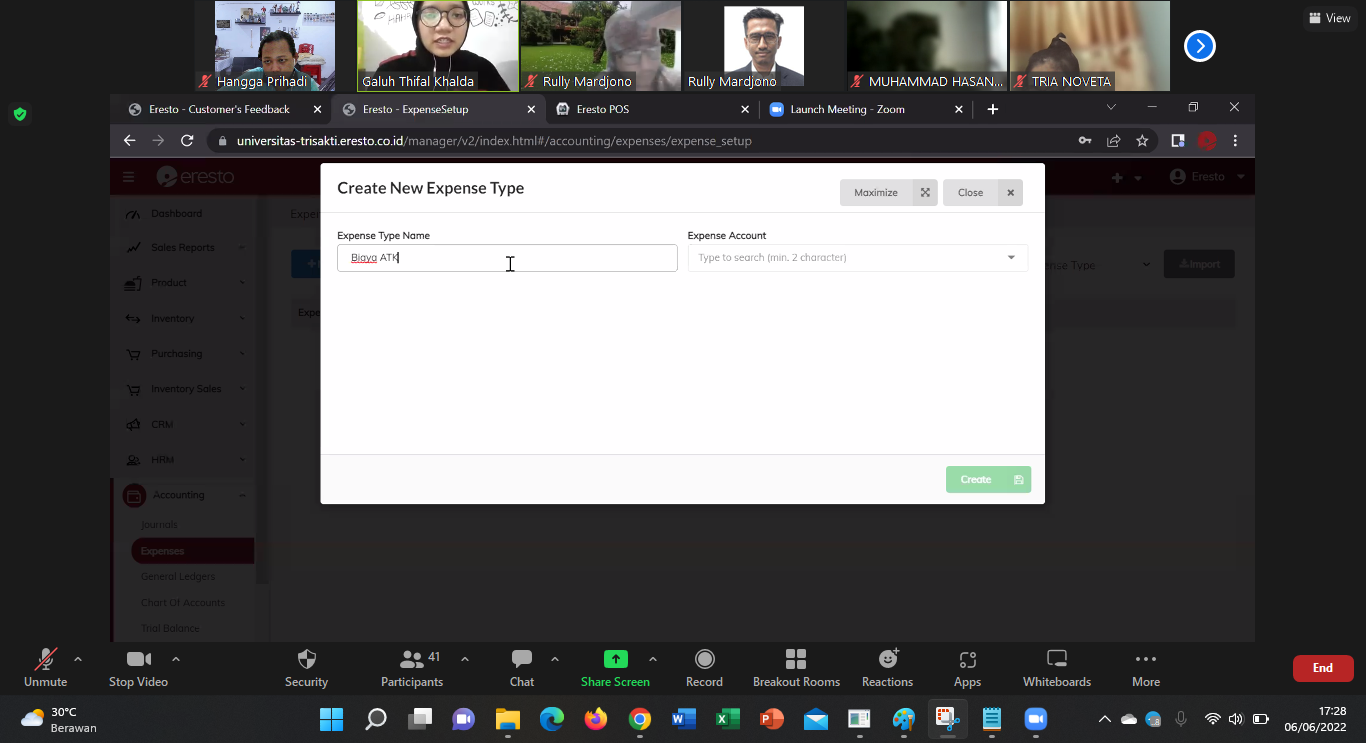 View
Hangga Prihadi
Galuh Thifal Khalda
Rully Mardjono
Rully Mardjono
MUHAMMAD HASAN...
TRIA NOVETA
Eresto - Customer's Feedback
Eresto - ExpenseSetup
Eresto POS
Launch Meeting - Zoom
universitas-trisakti.eresto.co.id/manager/v2/index.html#/accounting/expenses/expense_setup
eresto
Eresto
Create New Expense Type
Maximize
Close
Dashboard
Sales Reports
Product
Inventory
Purchasing
Inventory Sales
CRM
HRM
Accounting
Journals
Expenses
General Ledgers
Chart Of Accounts
Trial Balance
Expense Type Name
Expense Account
Biaya ATK
Type to search (min. 2 character)
Type
Import
Create
Unmute
Stop Video
Security
Participants
41
Chat
Share Screen
Record
Breakout Rooms
Reactions
Apps
Whiteboards
More
End
30°C
Berawan
17:28
06/06/2022